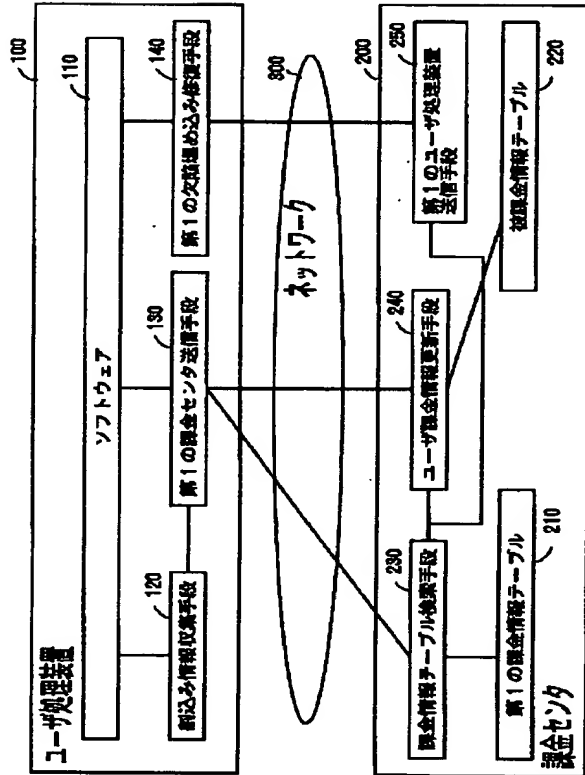 ユーザ処理装置
100
ソフトウェア
110
割込み情報収集手段
120
第1の課金センタ送信手段
130
第1の欠陥埋め込み修復手段
140
ネットワーク
300
課金センタ
200
課金情報テーブル検索手段
230
ユーザ課金情報更新手段
240
第1のユーザ処理装置
送信手段
250
第1の課金情報テーブル
210
被課金情報テーブル
220